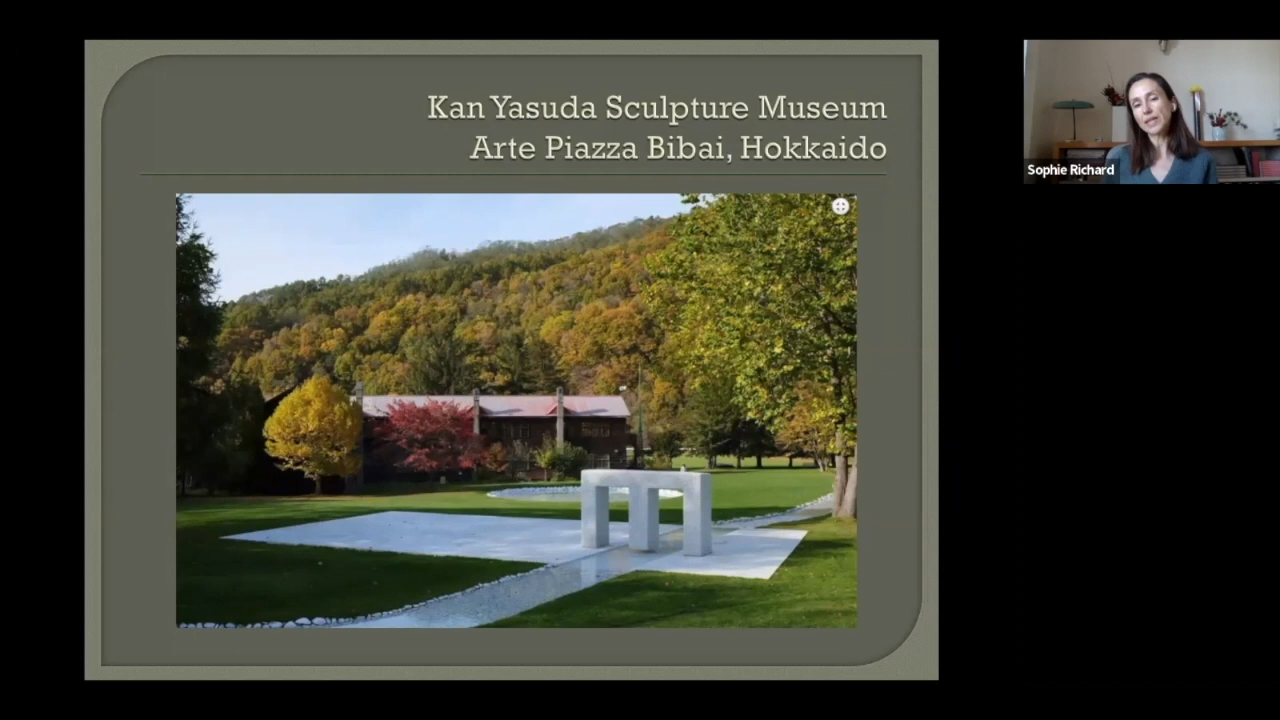 Kan Yasuda Sculpture Museum
Arte Piazza Bibai, Hokkaido
Sophie Richard